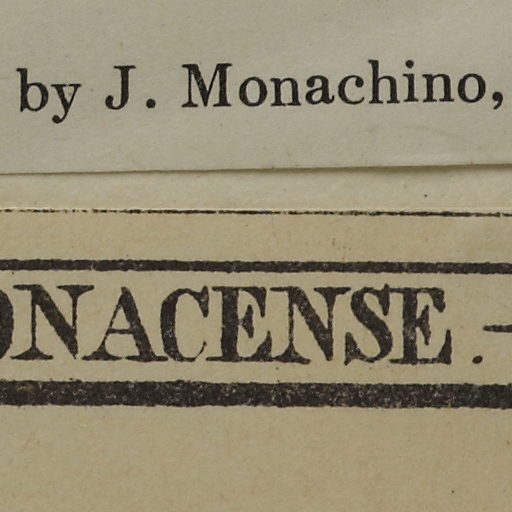 by J. Monachino,
ONACENSE. -